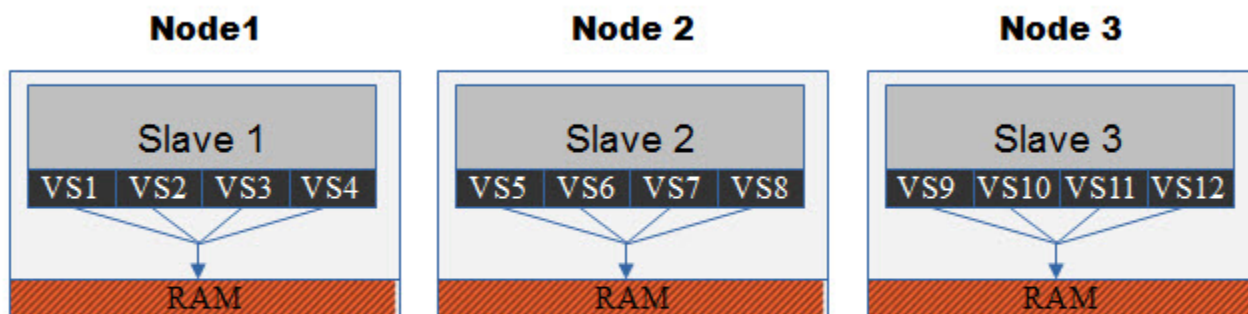 Node1 Node 2 Node 3
Slave 1 Slave 2 Slave 3
VS1 VS2 VS3 VS4 VS5 VS6 VS7 VS8 VS9 VS10 VS11 VS12
RAM RAM RAM